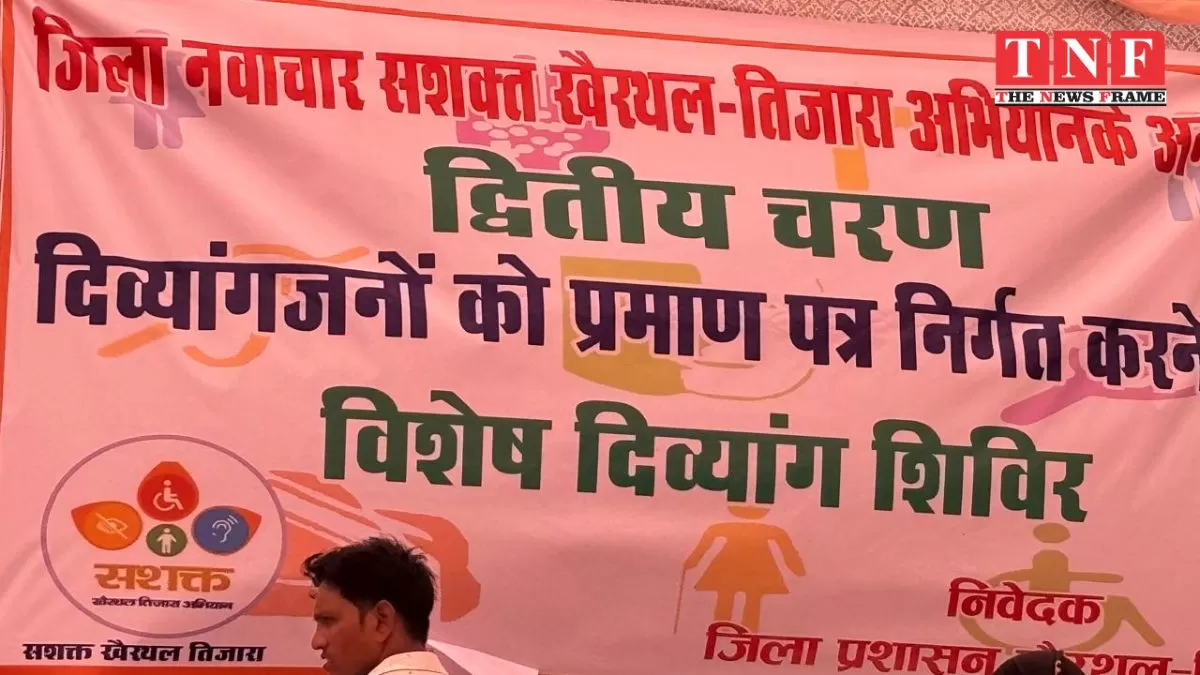 TNF
THE NEWS FRAME
जिला नवाचार सशक्त खैरथल-तिजारा अभियानके
द्वितीय चरण
दिव्यांगजनों को प्रमाण पत्र निर्गत करने
विशेष दिव्यांग शिविर
सशक्त
खैरथल तिजारा अभियान
सशक्त खैरथल तिजारा
निवेदक
जिला प्रशासन